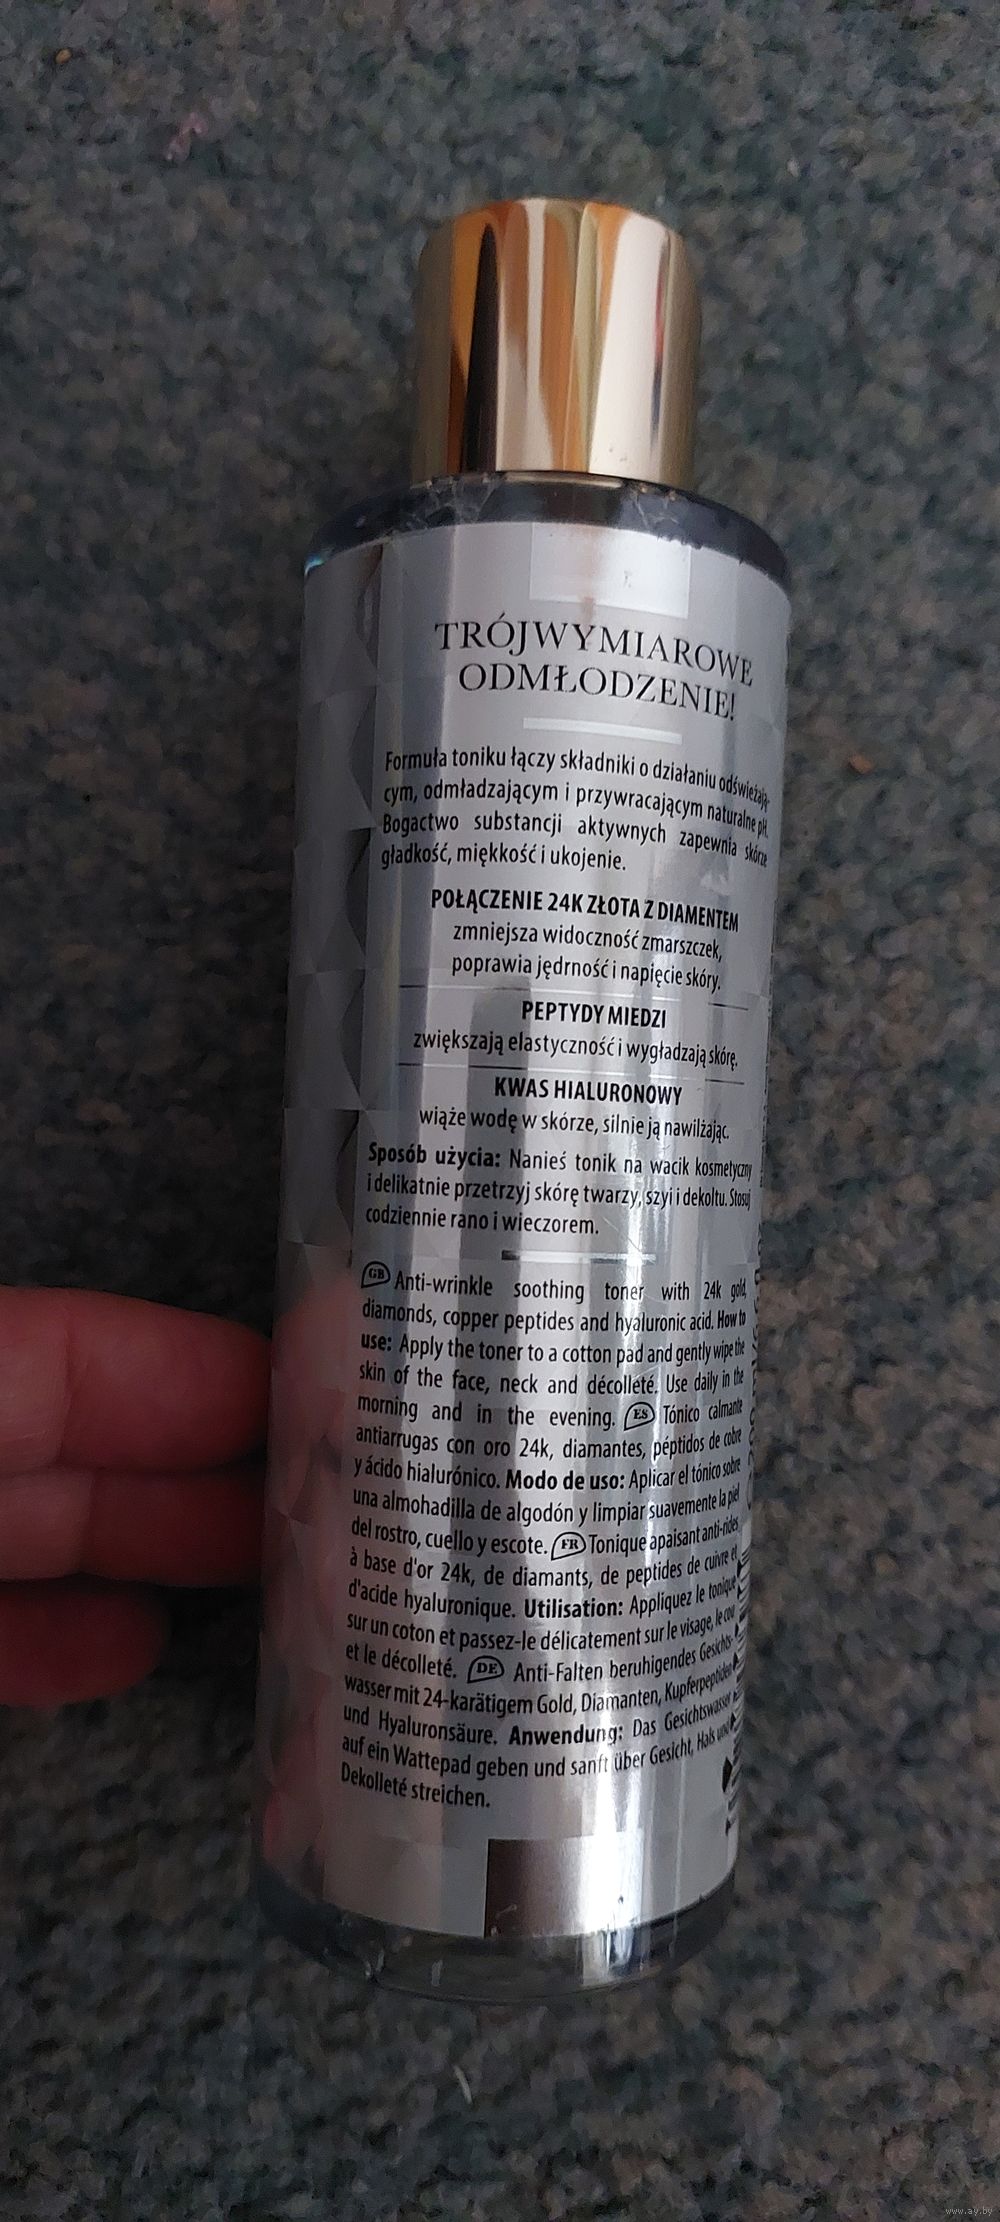 TRÓJWYMIAROWE
ODMŁODZENIE!
Formuła toniku łączy składniki o działaniu odświeżają-
cym, odmładzającym i przywracającym naturalne pH.
Bogactwo substancji aktywnych zapewnia skórze
gładkość, miękkość i ukojenie.
POŁĄCZENIE 24K ZŁOTA Z DIAMENTEM
zmniejsza widoczność zmarszczek,
poprawia jędrność i napięcie skóry.
PEPTYDY MIEDZI
zwiększają elastyczność i wygładzają skórę.
KWAS HIALURONOWY
wiąże wodę w skórze, silnie ją nawilżając.
Sposób użycia: Nanieś tonik na wacik kosmetyczny
i delikatnie przetrzyj skórę twarzy, szyi i dekoltu. Stosuj
codziennie rano i wieczorem.
GB Anti-wrinkle soothing toner with 24k gold,
diamonds, copper peptides and hyaluronic acid. How to
use: Apply the toner to a cotton pad and gently wipe the
skin of the face, neck and décolleté. Use daily in the
morning and in the evening. ES Tónico calmante
antiarrugas con oro 24k, diamantes, péptidos de cobre
y ácido hialurónico. Modo de uso: Aplicar el tónico sobre
una almohadilla de algodón y limpiar suavemente la piel
del rostro, cuello y escote. FR Tonique apaisant anti-rides
à base d'or 24k, de diamants, de peptides de cuivre et
d'acide hyaluronique. Utilisation: Appliquez le tonique
sur un coton et passez-le délicatement sur le visage, le cou
et le décolleté. DE Anti-Falten beruhigendes Gesichts-
wasser mit 24-karätigem Gold, Diamanten, Kupferpeptiden
und Hyaluronsäure. Anwendung: Das Gesichtswasser
auf ein Wattepad geben und sanft über Gesicht, Hals und
Dekolleté streichen.
www.ay.by